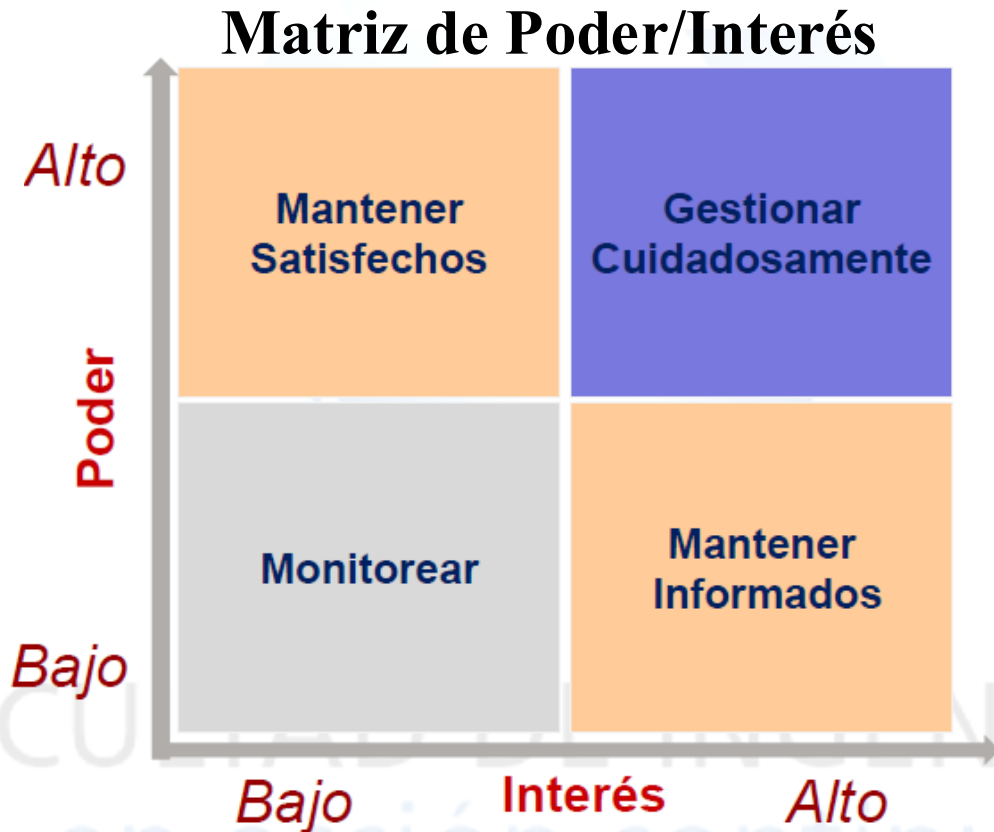 Matriz de Poder/Interés
Alto
Mantener
Satisfechos
Gestionar
Cuidadosamente
Poder
Monitorear
Mantener
Informados
Bajo
Bajo
Interés
Alto